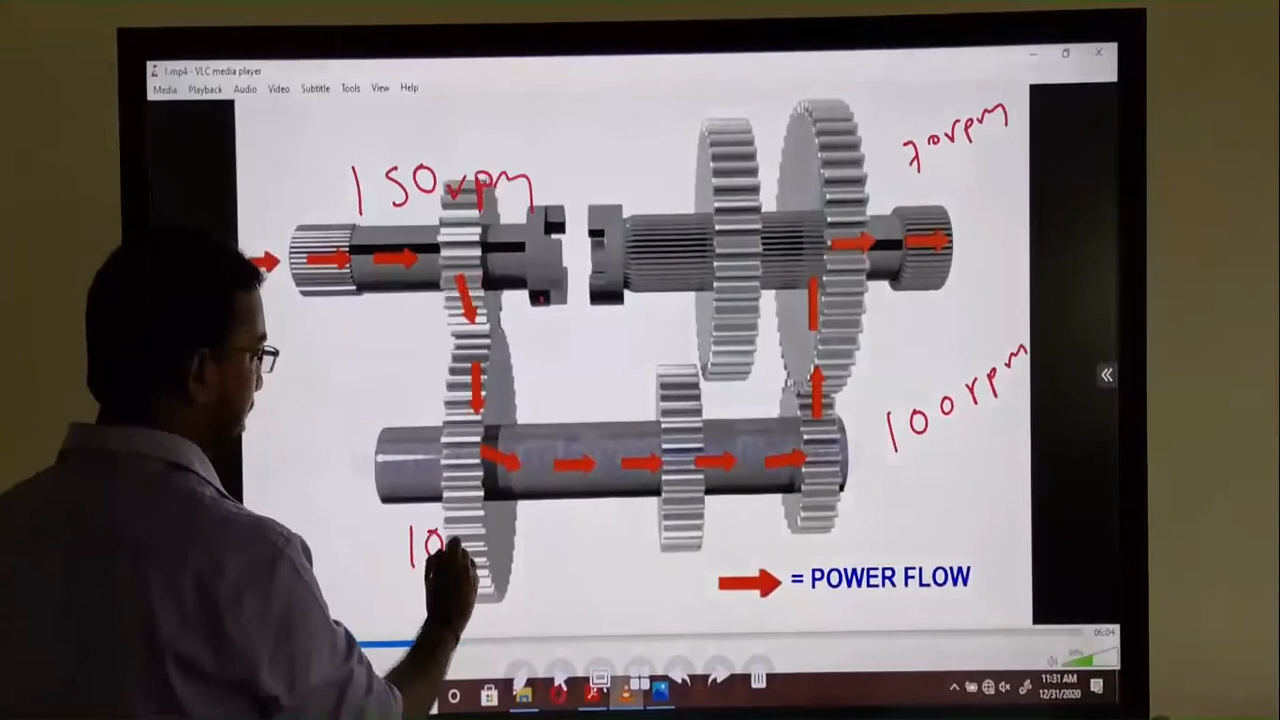 1.mp4 - VLC media player
Media Playback Audio Video Subtitle Tools View Help
150rpm
70rpm
100rpm
10
= POWER FLOW
06:04
11:31 AM
12/31/2020